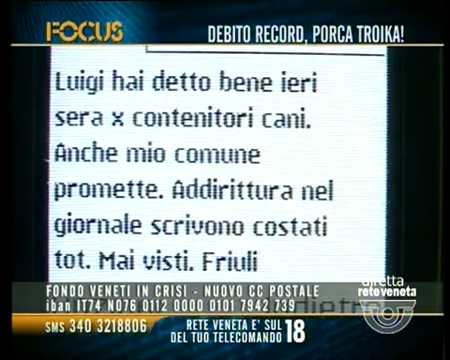 FOCUS
DEBITO RECORD, PORCA TROIKA!
Luigi hai detto bene ieri
sera x contenitori cani.
Anche mio comune
promette. Addirittura nel
giornale scrivono costati
tot. Mai visti. Friuli
diretta
reteveneta
FONDO VENETI IN CRISI - NUOVO CC POSTALE
iban IT74 N076 0112 0000 0101 7942 739
dietro
SMS 340 3218806
RETE VENETA E' SUL 18
DEL TUO TELECOMANDO